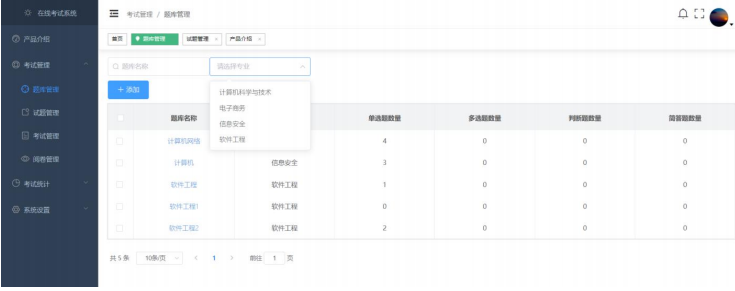 在线考试系统
考试管理 / 题库管理
产品介绍
首页 题库管理 试题管理 × 产品介绍 ×
考试管理
题库名称 请选择专业
题库管理
+ 添加
计算机科学与技术
电子商务
信息安全
软件工程
试题管理
考试管理
阅卷管理
考试统计
系统设置
题库名称 单选题数量 多选题数量 判断题数量 简答题数量
计算机网络 4 0 0 0
计算机 信息安全 3 0 0 0
软件工程 软件工程 1 0 0 0
软件工程1 软件工程 0 0 0 0
软件工程2 软件工程 2 0 0 0
共 5 条 10条/页 < 1 > 前往 1 页